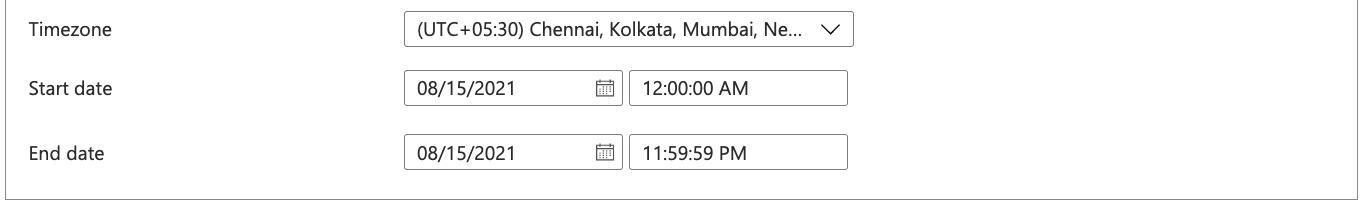 Timezone (UTC+05:30) Chennai, Kolkata, Mumbai, Ne...
Start date 08/15/2021 12:00:00 AM
End date 08/15/2021 11:59:59 PM